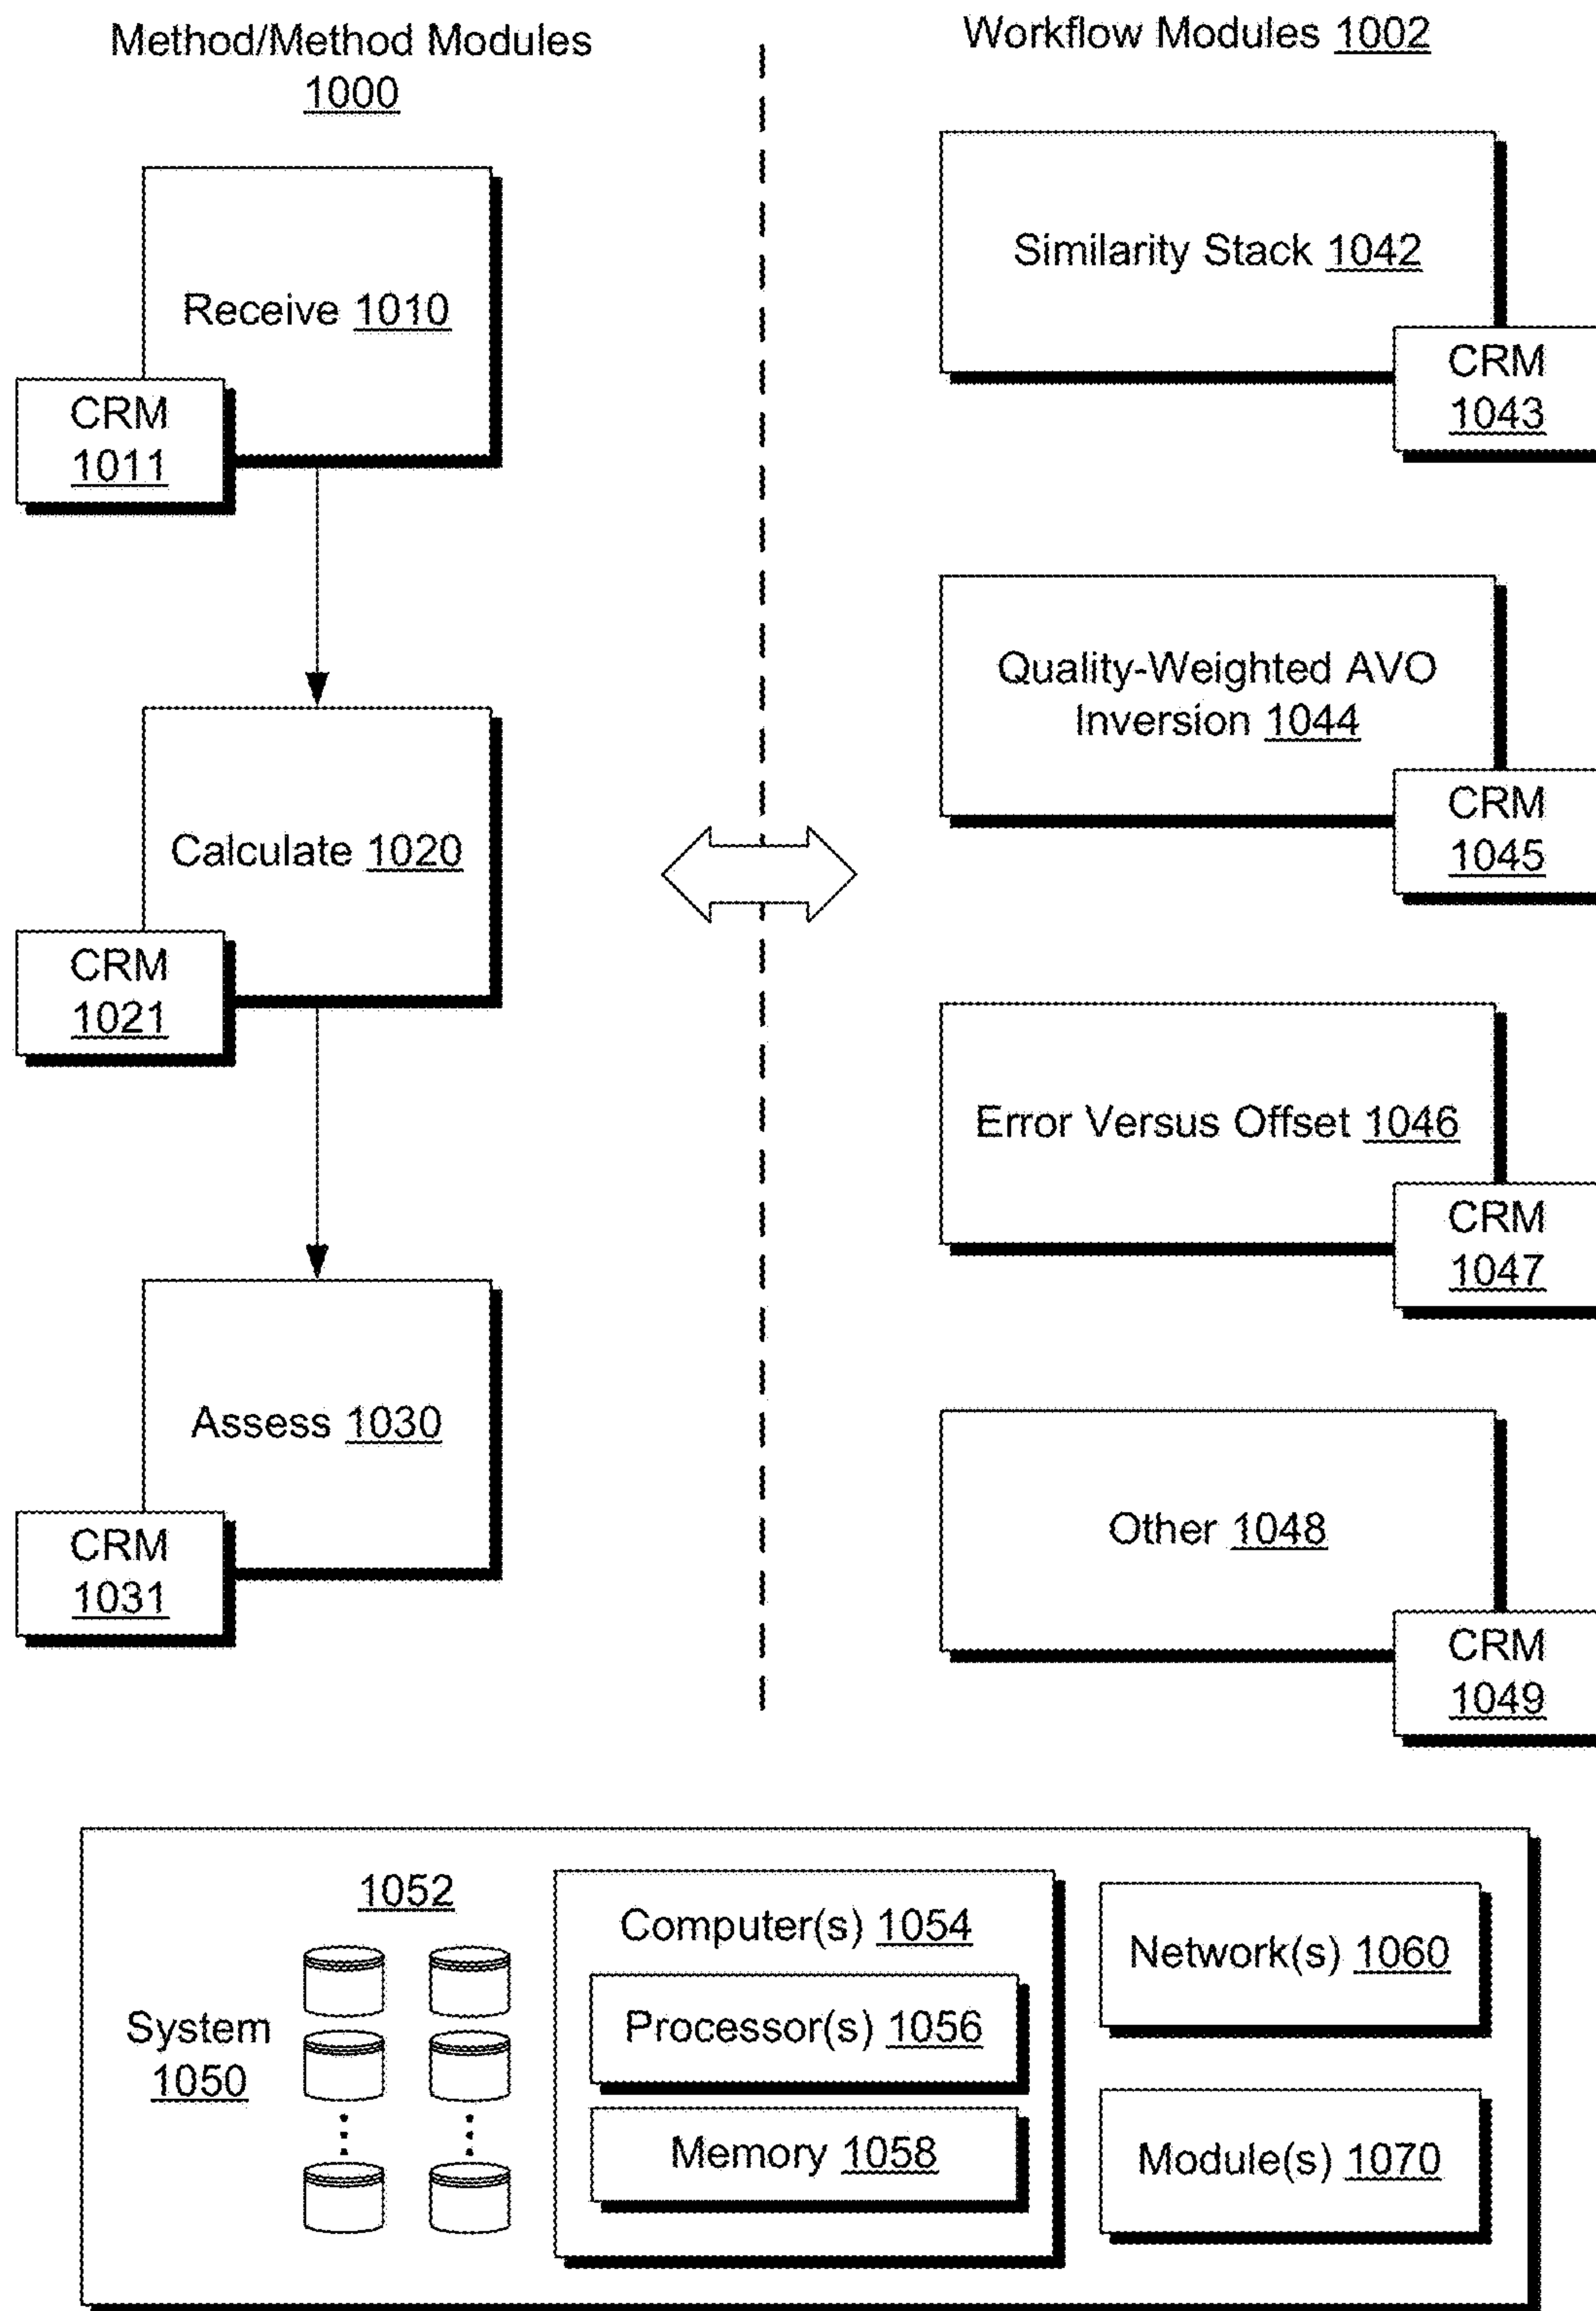 Method/Method Modules
1000
Receive 1010
CRM
1011
Calculate 1020
CRM
1021
Assess 1030
CRM
1031
Workflow Modules 1002
Similarity Stack 1042
CRM
1043
Quality-Weighted AVO
Inversion 1044
CRM
1045
Error Versus Offset 1046
CRM
1047
Other 1048
CRM
1049
System
1050
1052
Computer(s) 1054
Processor(s) 1056
Memory 1058
Network(s) 1060
Module(s) 1070